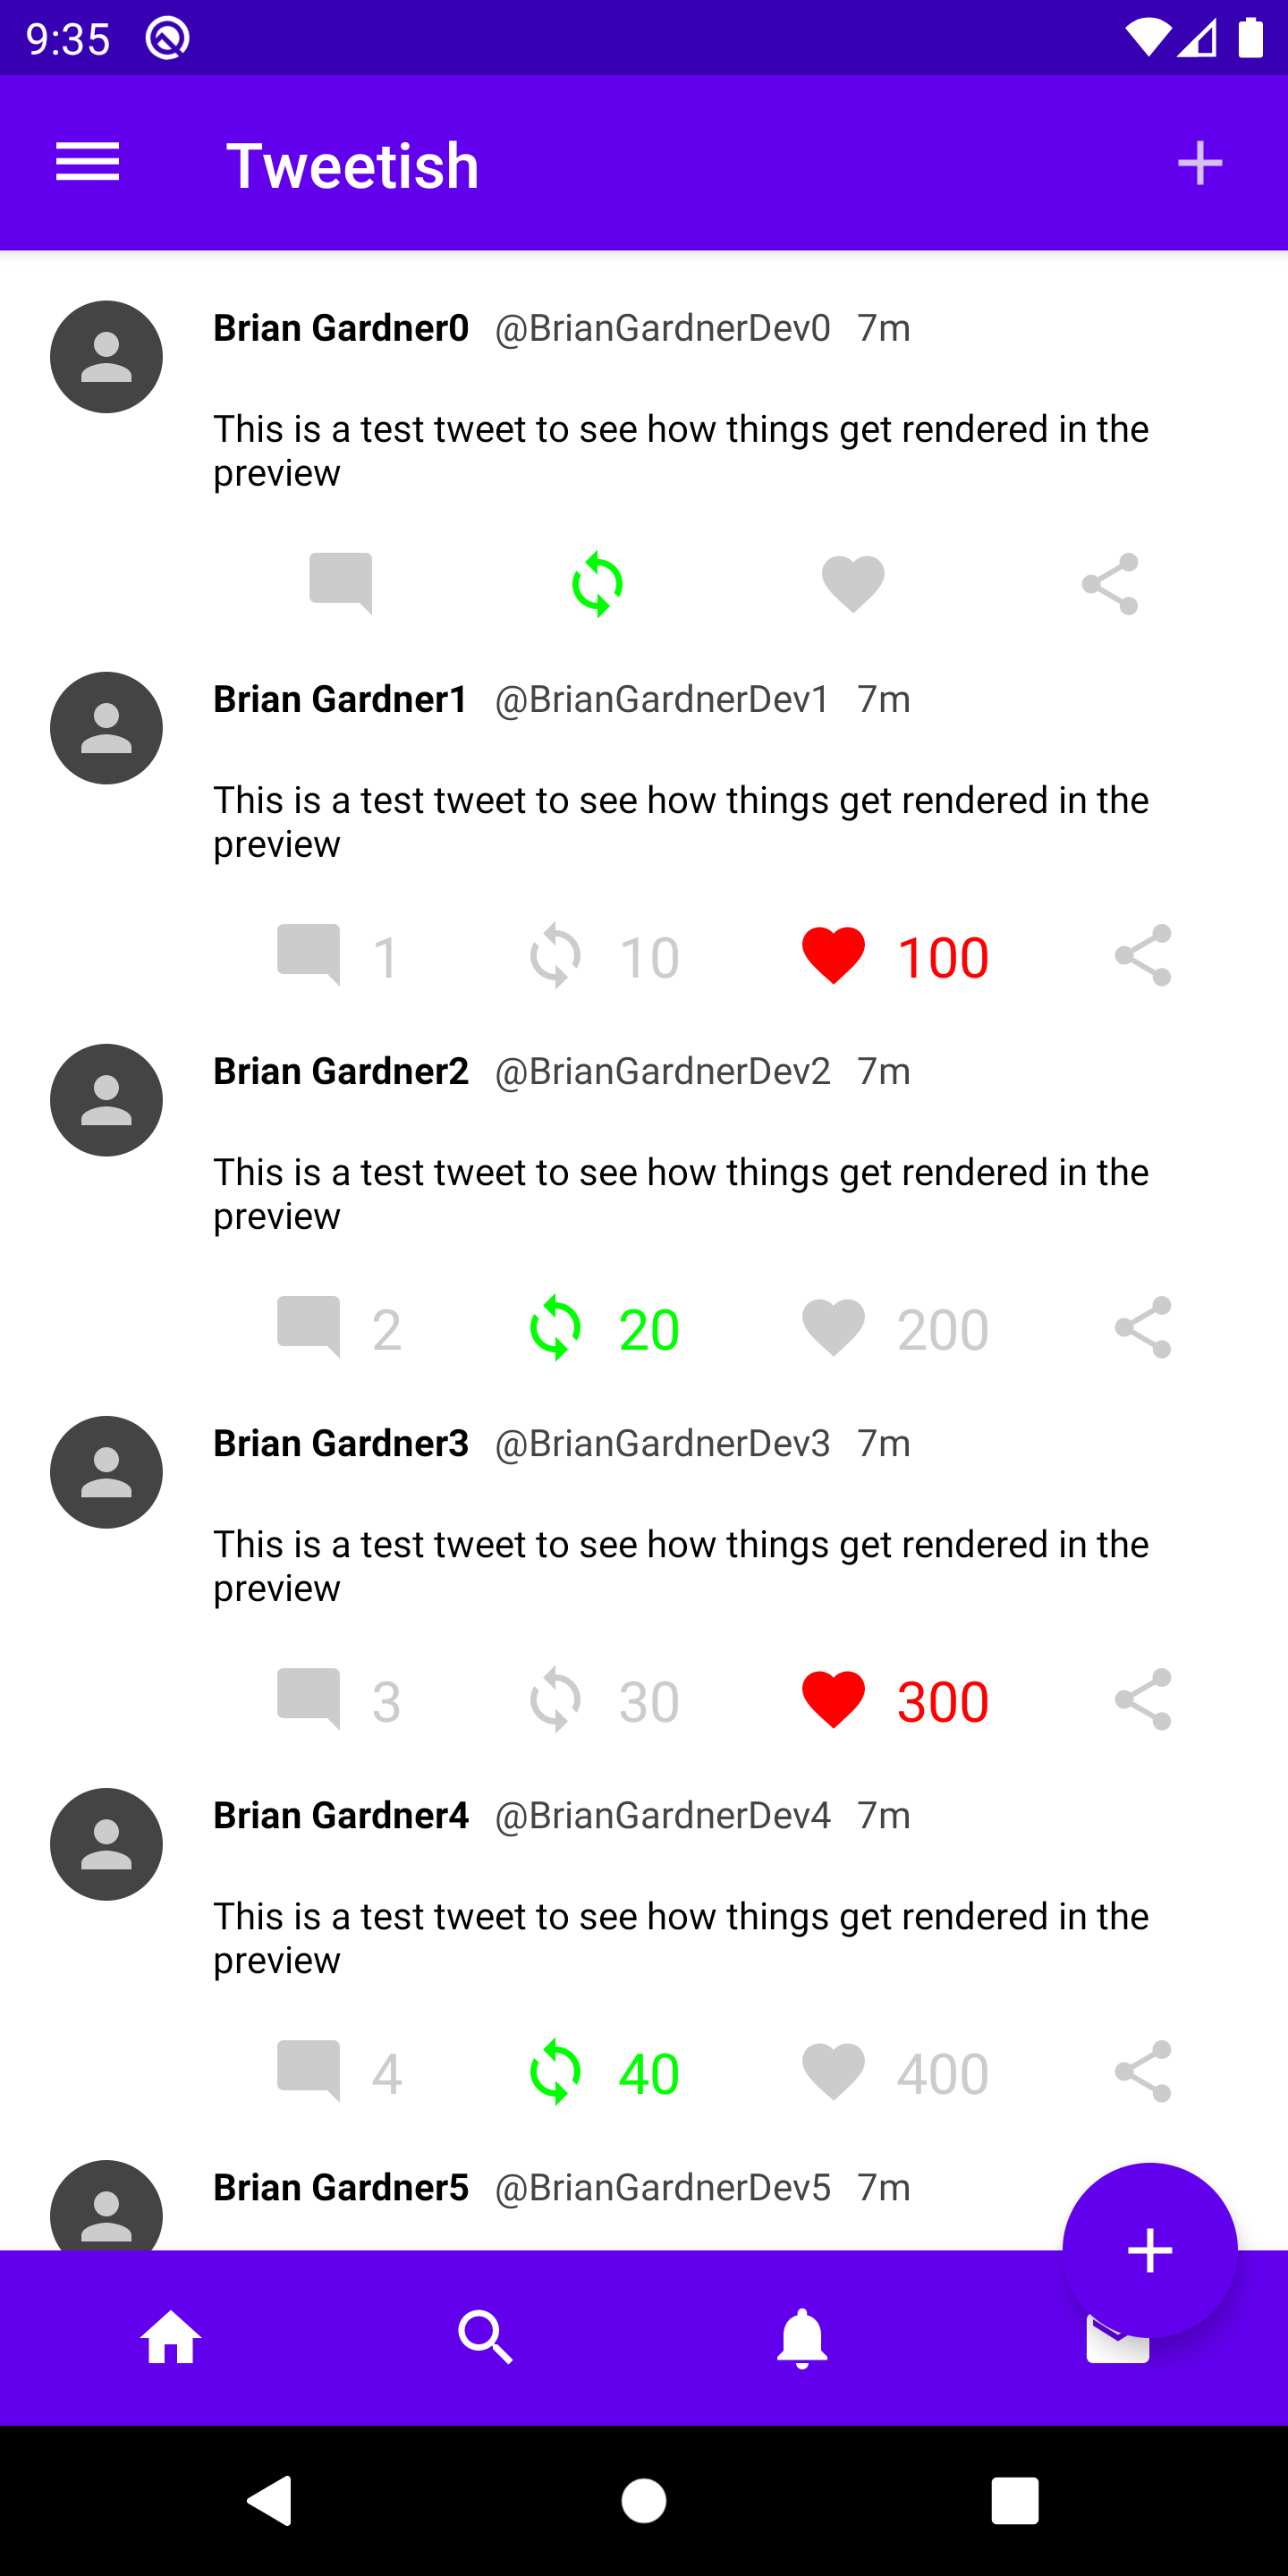 9:35
Tweetish
Brian Gardner0 @BrianGardnerDev0 7m
This is a test tweet to see how things get rendered in the
preview
Brian Gardner1 @BrianGardnerDev1 7m
This is a test tweet to see how things get rendered in the
preview
1 10 100
Brian Gardner2 @BrianGardnerDev2 7m
This is a test tweet to see how things get rendered in the
preview
2 20 200
Brian Gardner3 @BrianGardnerDev3 7m
This is a test tweet to see how things get rendered in the
preview
3 30 300
Brian Gardner4 @BrianGardnerDev4 7m
This is a test tweet to see how things get rendered in the
preview
4 40 400
Brian Gardner5 @BrianGardnerDev5 7m